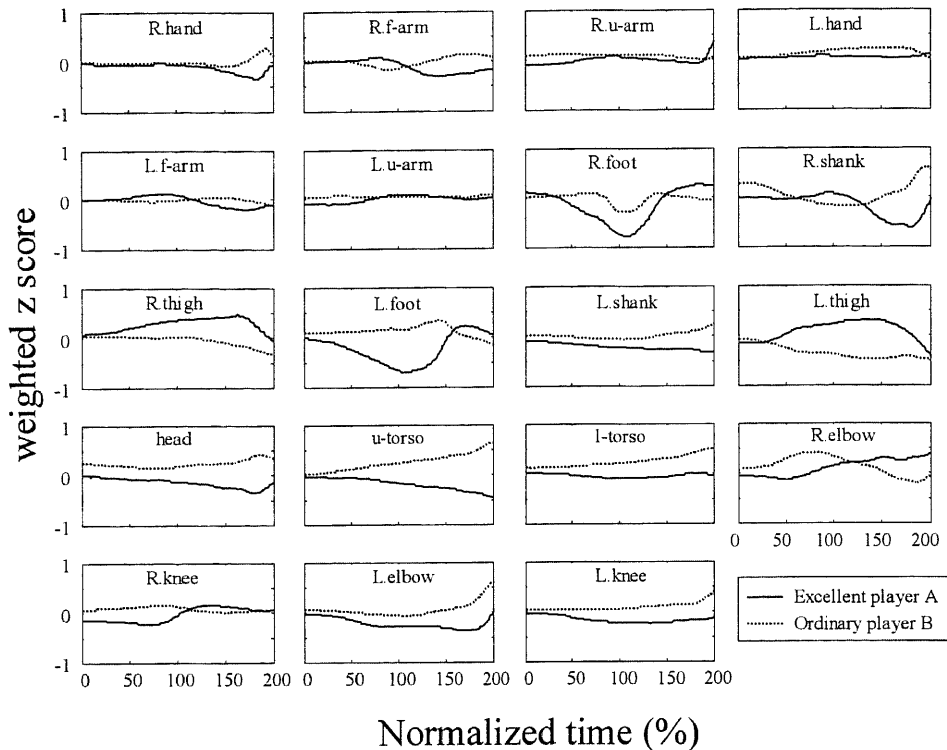 1
R.hand
R.f-arm
R.u-arm
L.hand
0
-1
1
L.f-arm
L.u-arm
R.foot
R.shank
0
-1
1
R.thigh
L.foot
L.shank
L.thigh
0
-1
1
head
u-torso
l-torso
R.elbow
0
-1
0 50 100 150 200
1
R.knee
L.elbow
L.knee
0
-1
0 50 100 150 200
0 50 100 150 200
0 50 100 150 200
Excellent player A
Ordinary player B
weighted z score
Normalized time (%)